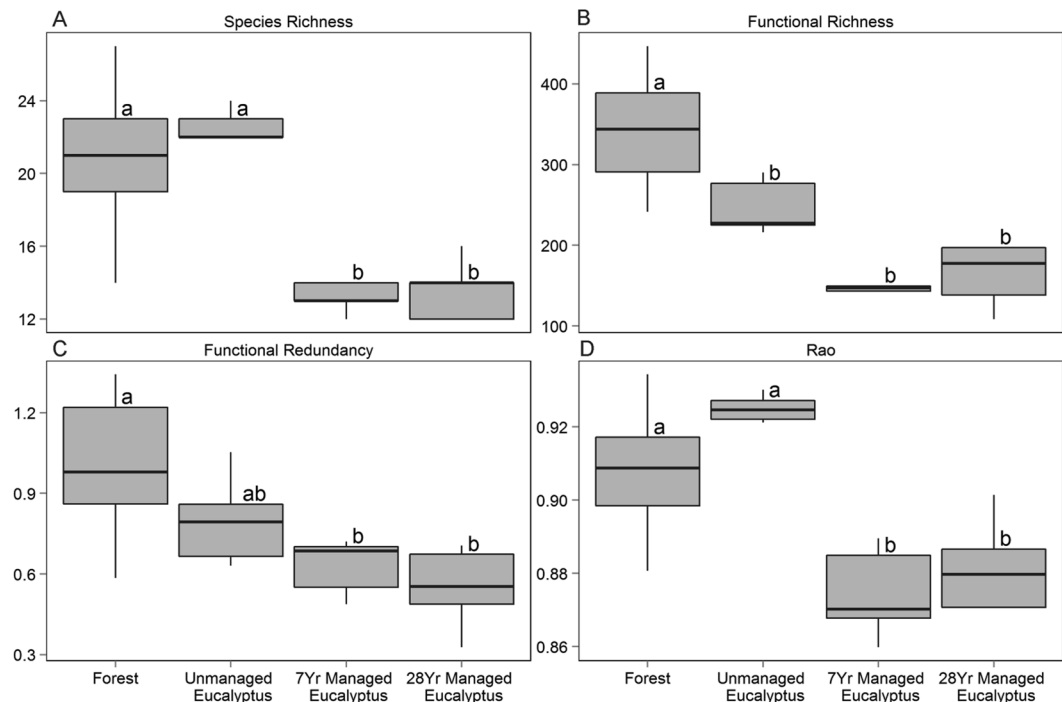 A
Species Richness
24
20
16
12
a
a
b
b
B
Functional Richness
400
300
200
100
a
b
b
b
C
Functional Redundancy
1.2
0.9
0.6
0.3
a
ab
b
b
Forest
Unmanaged
Eucalyptus
7Yr Managed
Eucalyptus
28Yr Managed
Eucalyptus
D
Rao
0.92
0.90
0.88
0.86
a
a
b
b
Forest
Unmanaged
Eucalyptus
7Yr Managed
Eucalyptus
28Yr Managed
Eucalyptus